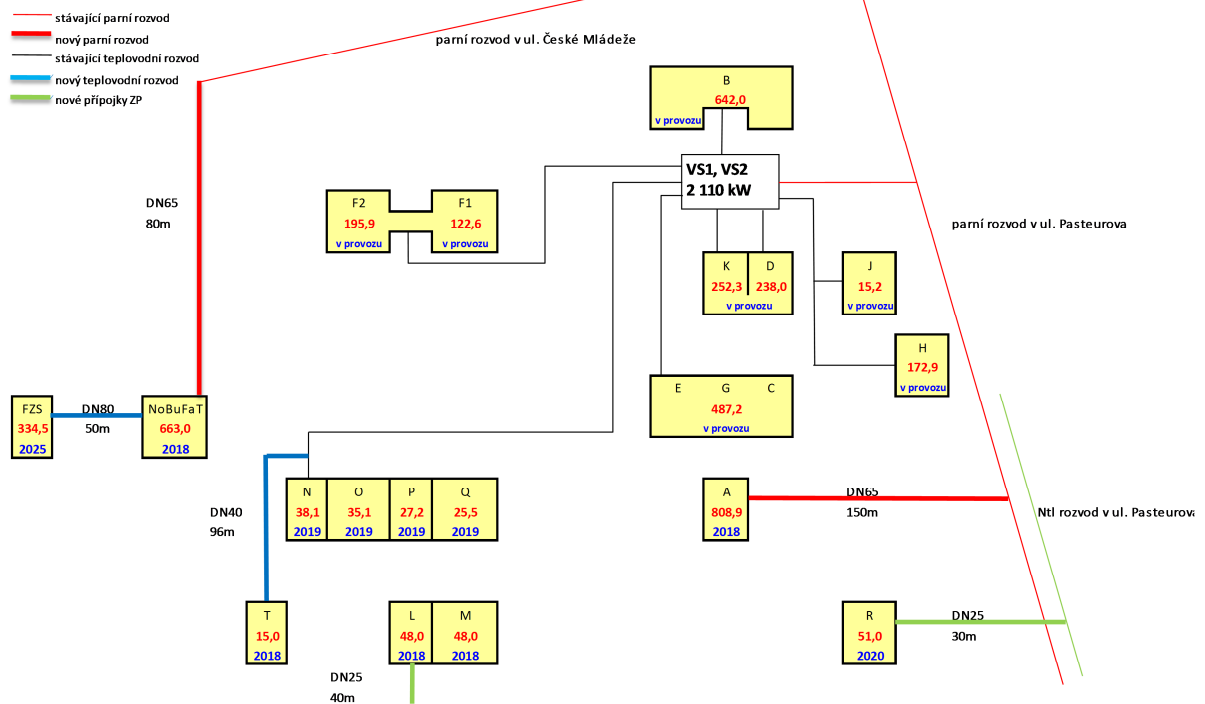 stávající parní rozvod
nový parní rozvod
stávající teplovodní rozvod
nový teplovodní rozvod
nové přípojky ZP
parní rozvod v ul. České Mládeže
B
642,0
v provozu
VS1, VS2
2 110 kW
DN65
80m
F2
195,9
v provozu
F1
122,6
v provozu
parní rozvod v ul. Pasteurova
K
252,3
D
238,0
v provozu
J
15,2
v provozu
H
172,9
v provozu
E G C
487,2
v provozu
FZS
334,5
2025
DN80
50m
NoBuFaT
663,0
2018
N
38,1
2019
O
35,1
2019
P
27,2
2019
Q
25,5
2019
DN40
96m
A
808,9
2018
DN65
150m
Ntl rozvod v ul. Pasteurova
T
15,0
2018
L
48,0
2018
M
48,0
2018
DN25
40m
R
51,0
2020
DN25
30m